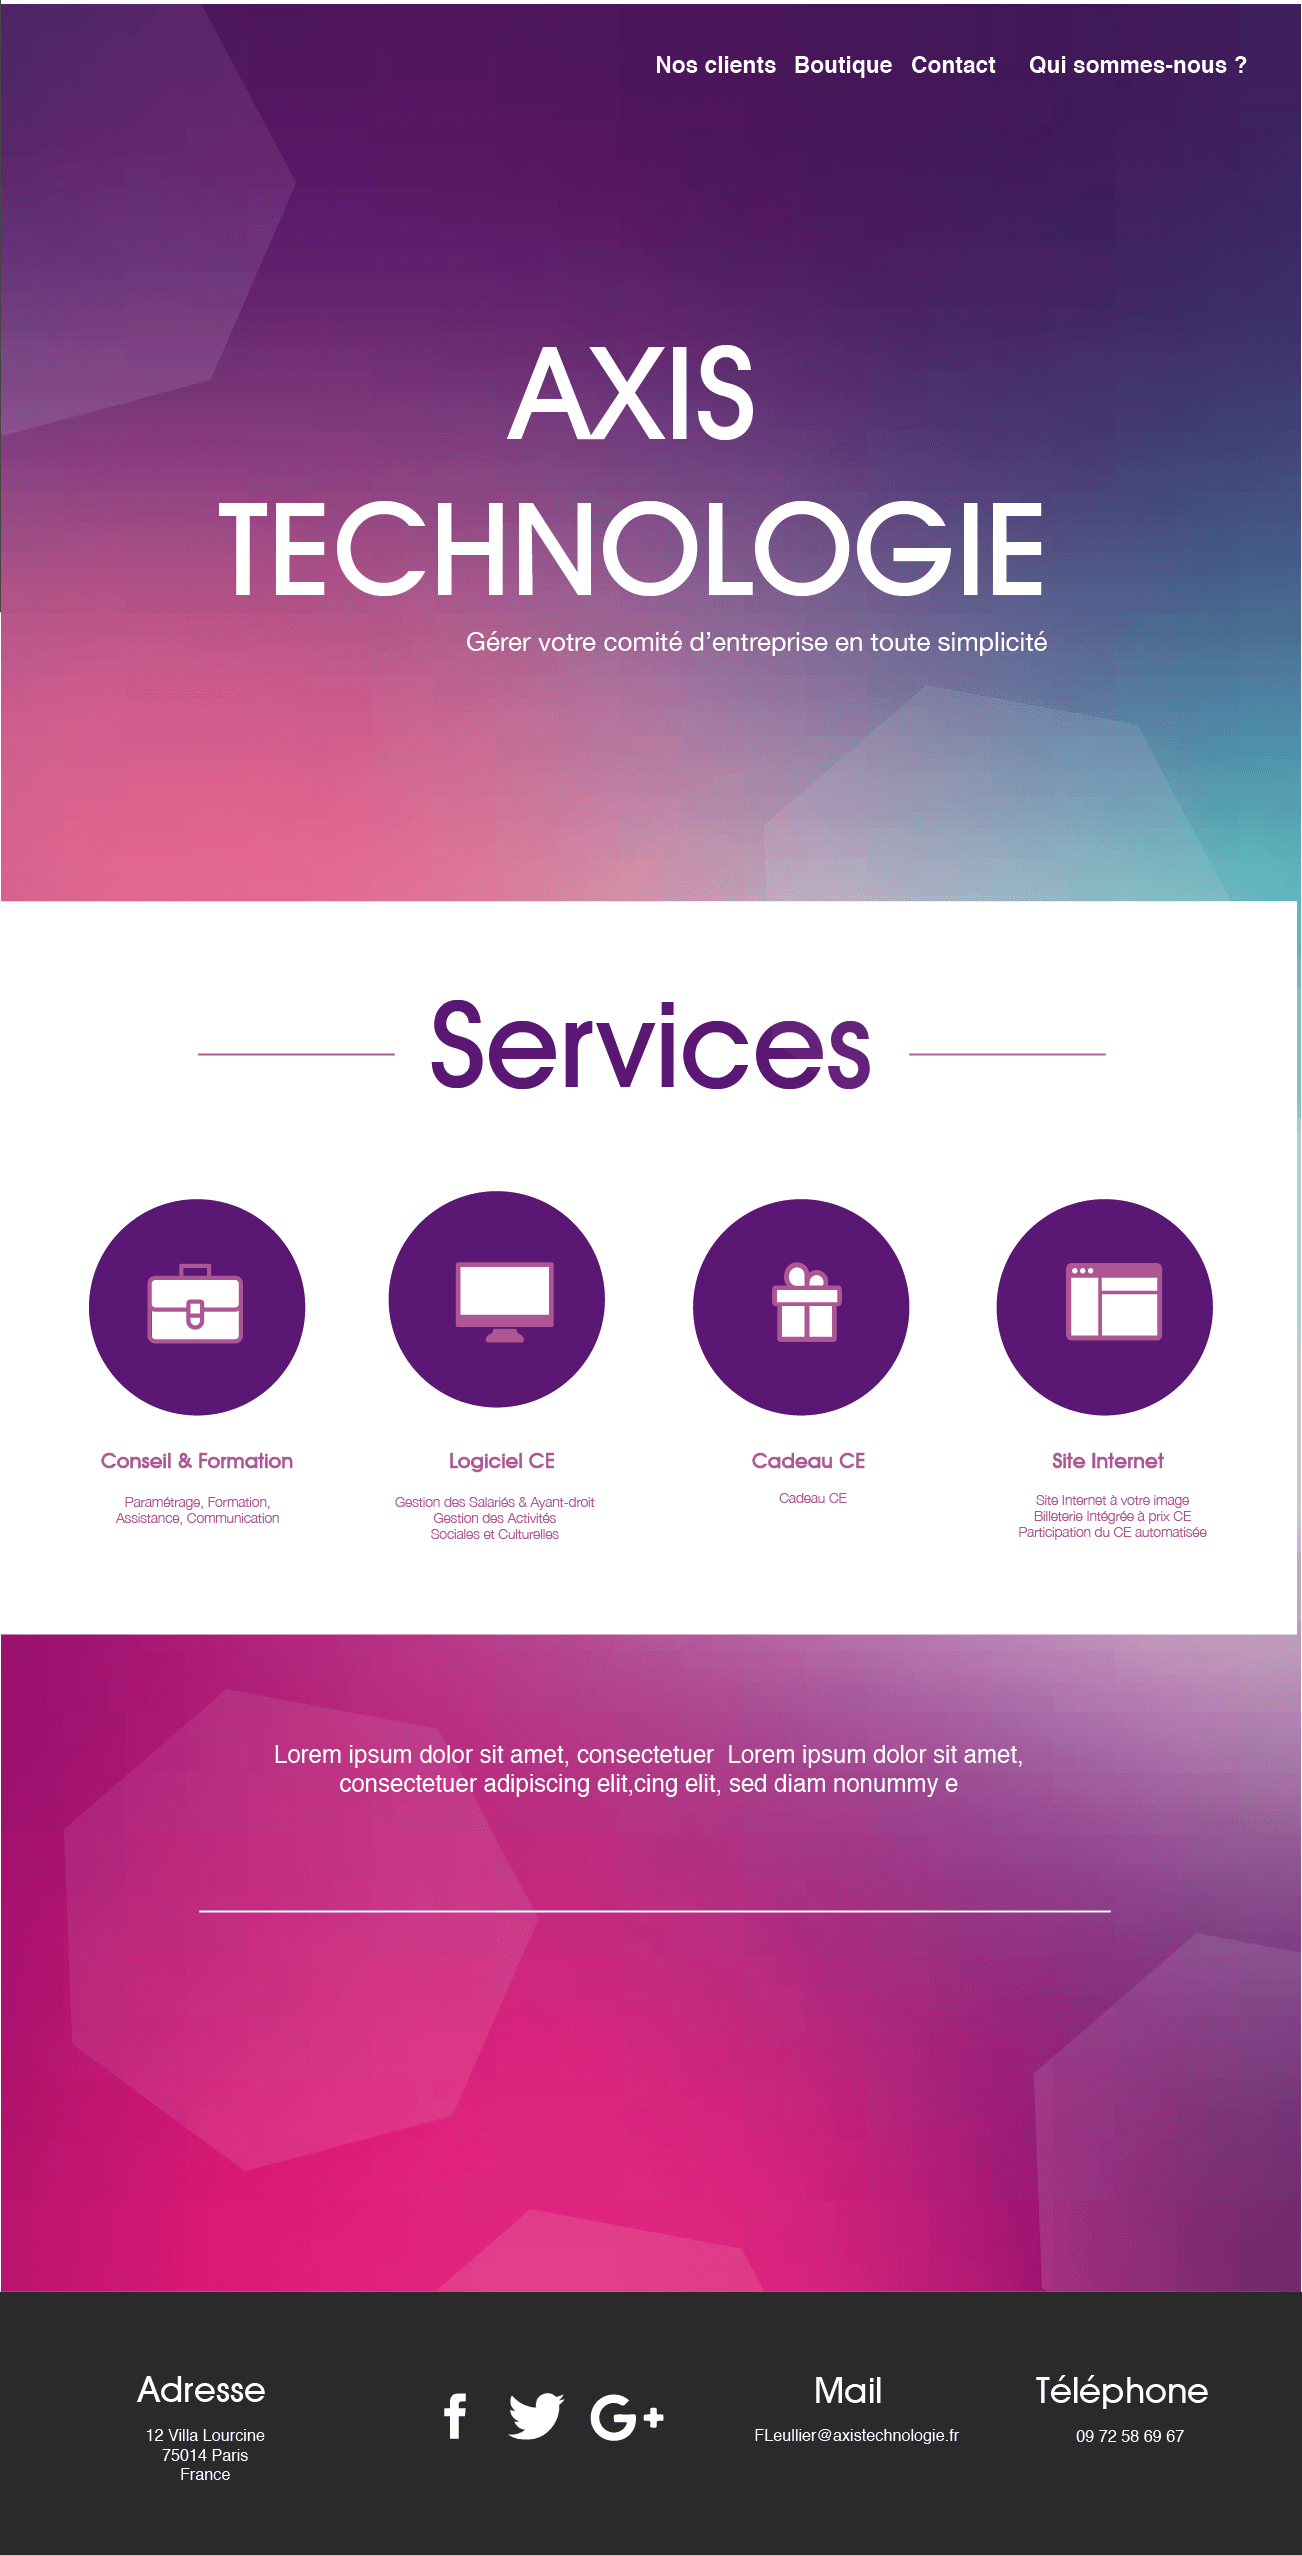 Nos clients Boutique Contact Qui sommes-nous ?
AXIS
TECHNOLOGIE
Gérer votre comité d’entreprise en toute simplicité
Services
Conseil & Formation
Paramétrage, Formation,
Assistance, Communication
Logiciel CE
Gestion des Salariés & Ayant-droit
Gestion des Activités
Sociales et Culturelles
Cadeau CE
Cadeau CE
Site Internet
Site Internet à votre image
Billeterie Intégrée à prix CE
Participation du CE automatisée
Lorem ipsum dolor sit amet, consectetuer  Lorem ipsum dolor sit amet,
consectetuer adipiscing elit,cing elit, sed diam nonummy e
Adresse
12 Villa Lourcine
75014 Paris
France
f
G+
Mail
FLeullier@axistechnologie.fr
Téléphone
09 72 58 69 67